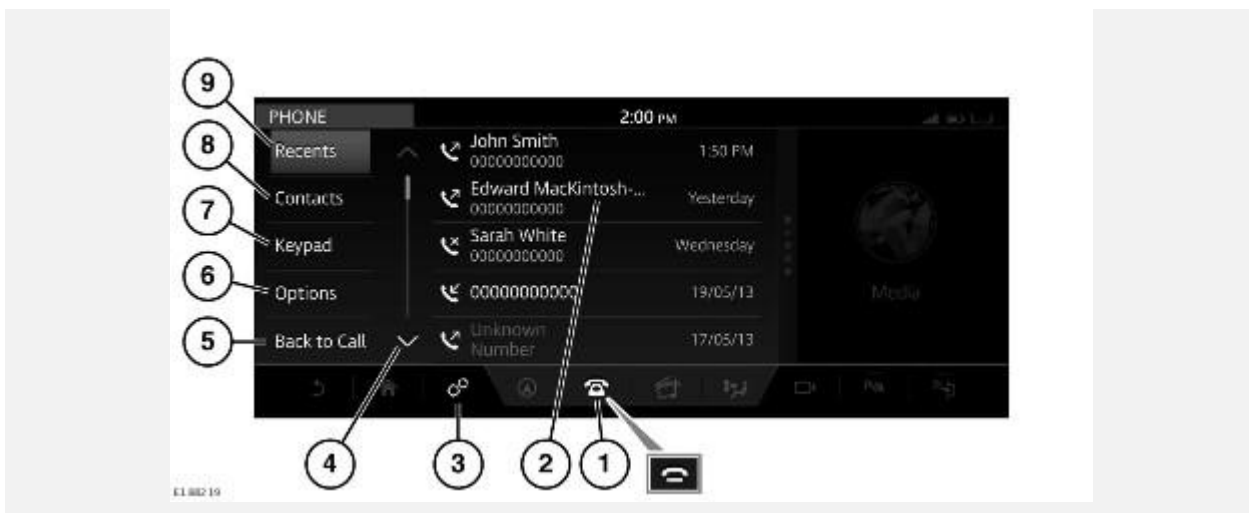 PHONE
2:00 PM
9
Recents
John Smith
00000000000
1:50 PM
8
Contacts
Edward MacKintosh-...
00000000000
Yesterday
7
Keypad
Sarah White
00000000000
Wednesday
6
Options
00000000000
19/05/13
Media
5
Back to Call
Unknown
Number
17/05/13
4
3
2
1
E188219